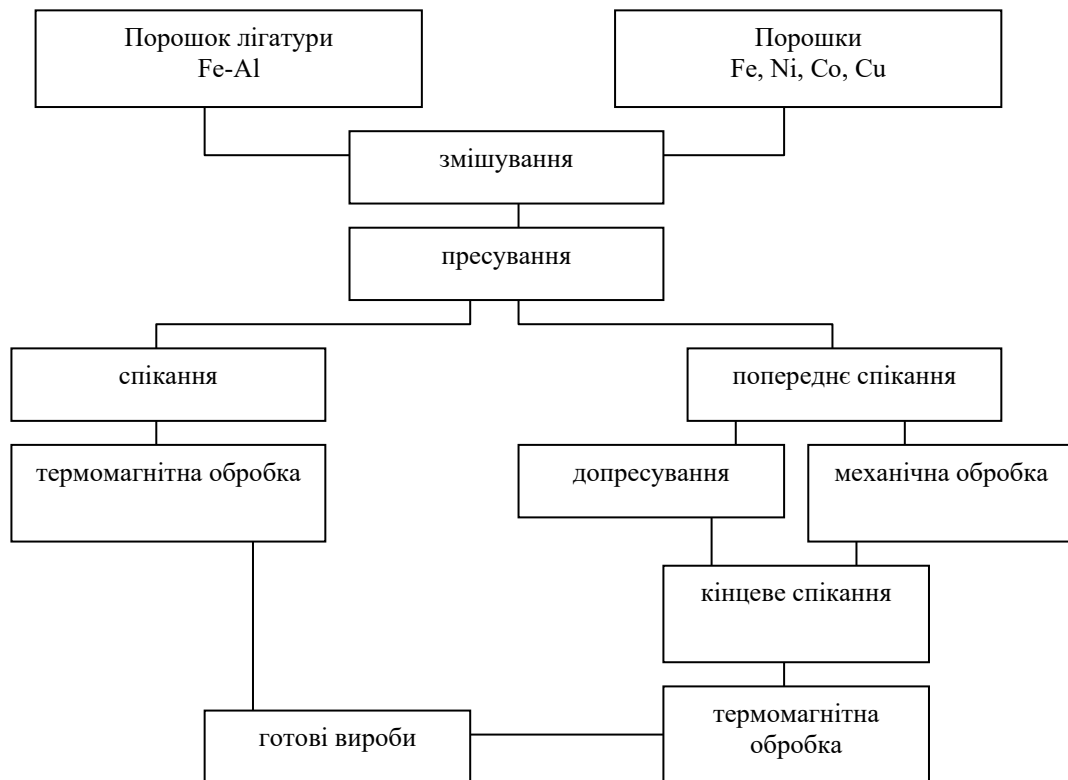 Порошок лігатури
Fe-Al
Порошки
Fe, Ni, Co, Cu
змішування
пресування
спікання
попереднє спікання
термомагнітна обробка
допресування
механічна обробка
кінцеве спікання
готові вироби
термомагнітна
обробка